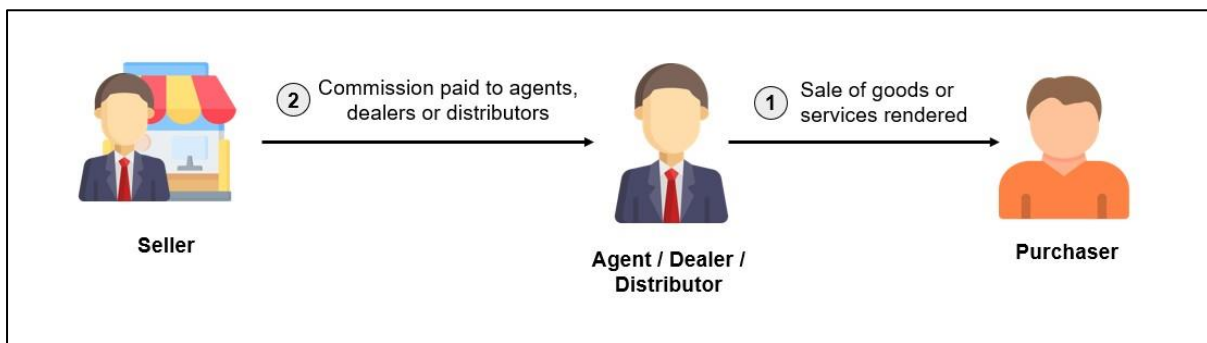 2
Commission paid to agents,
dealers or distributors
1
Sale of goods or
services rendered
Seller
Agent / Dealer /
Distributor
Purchaser